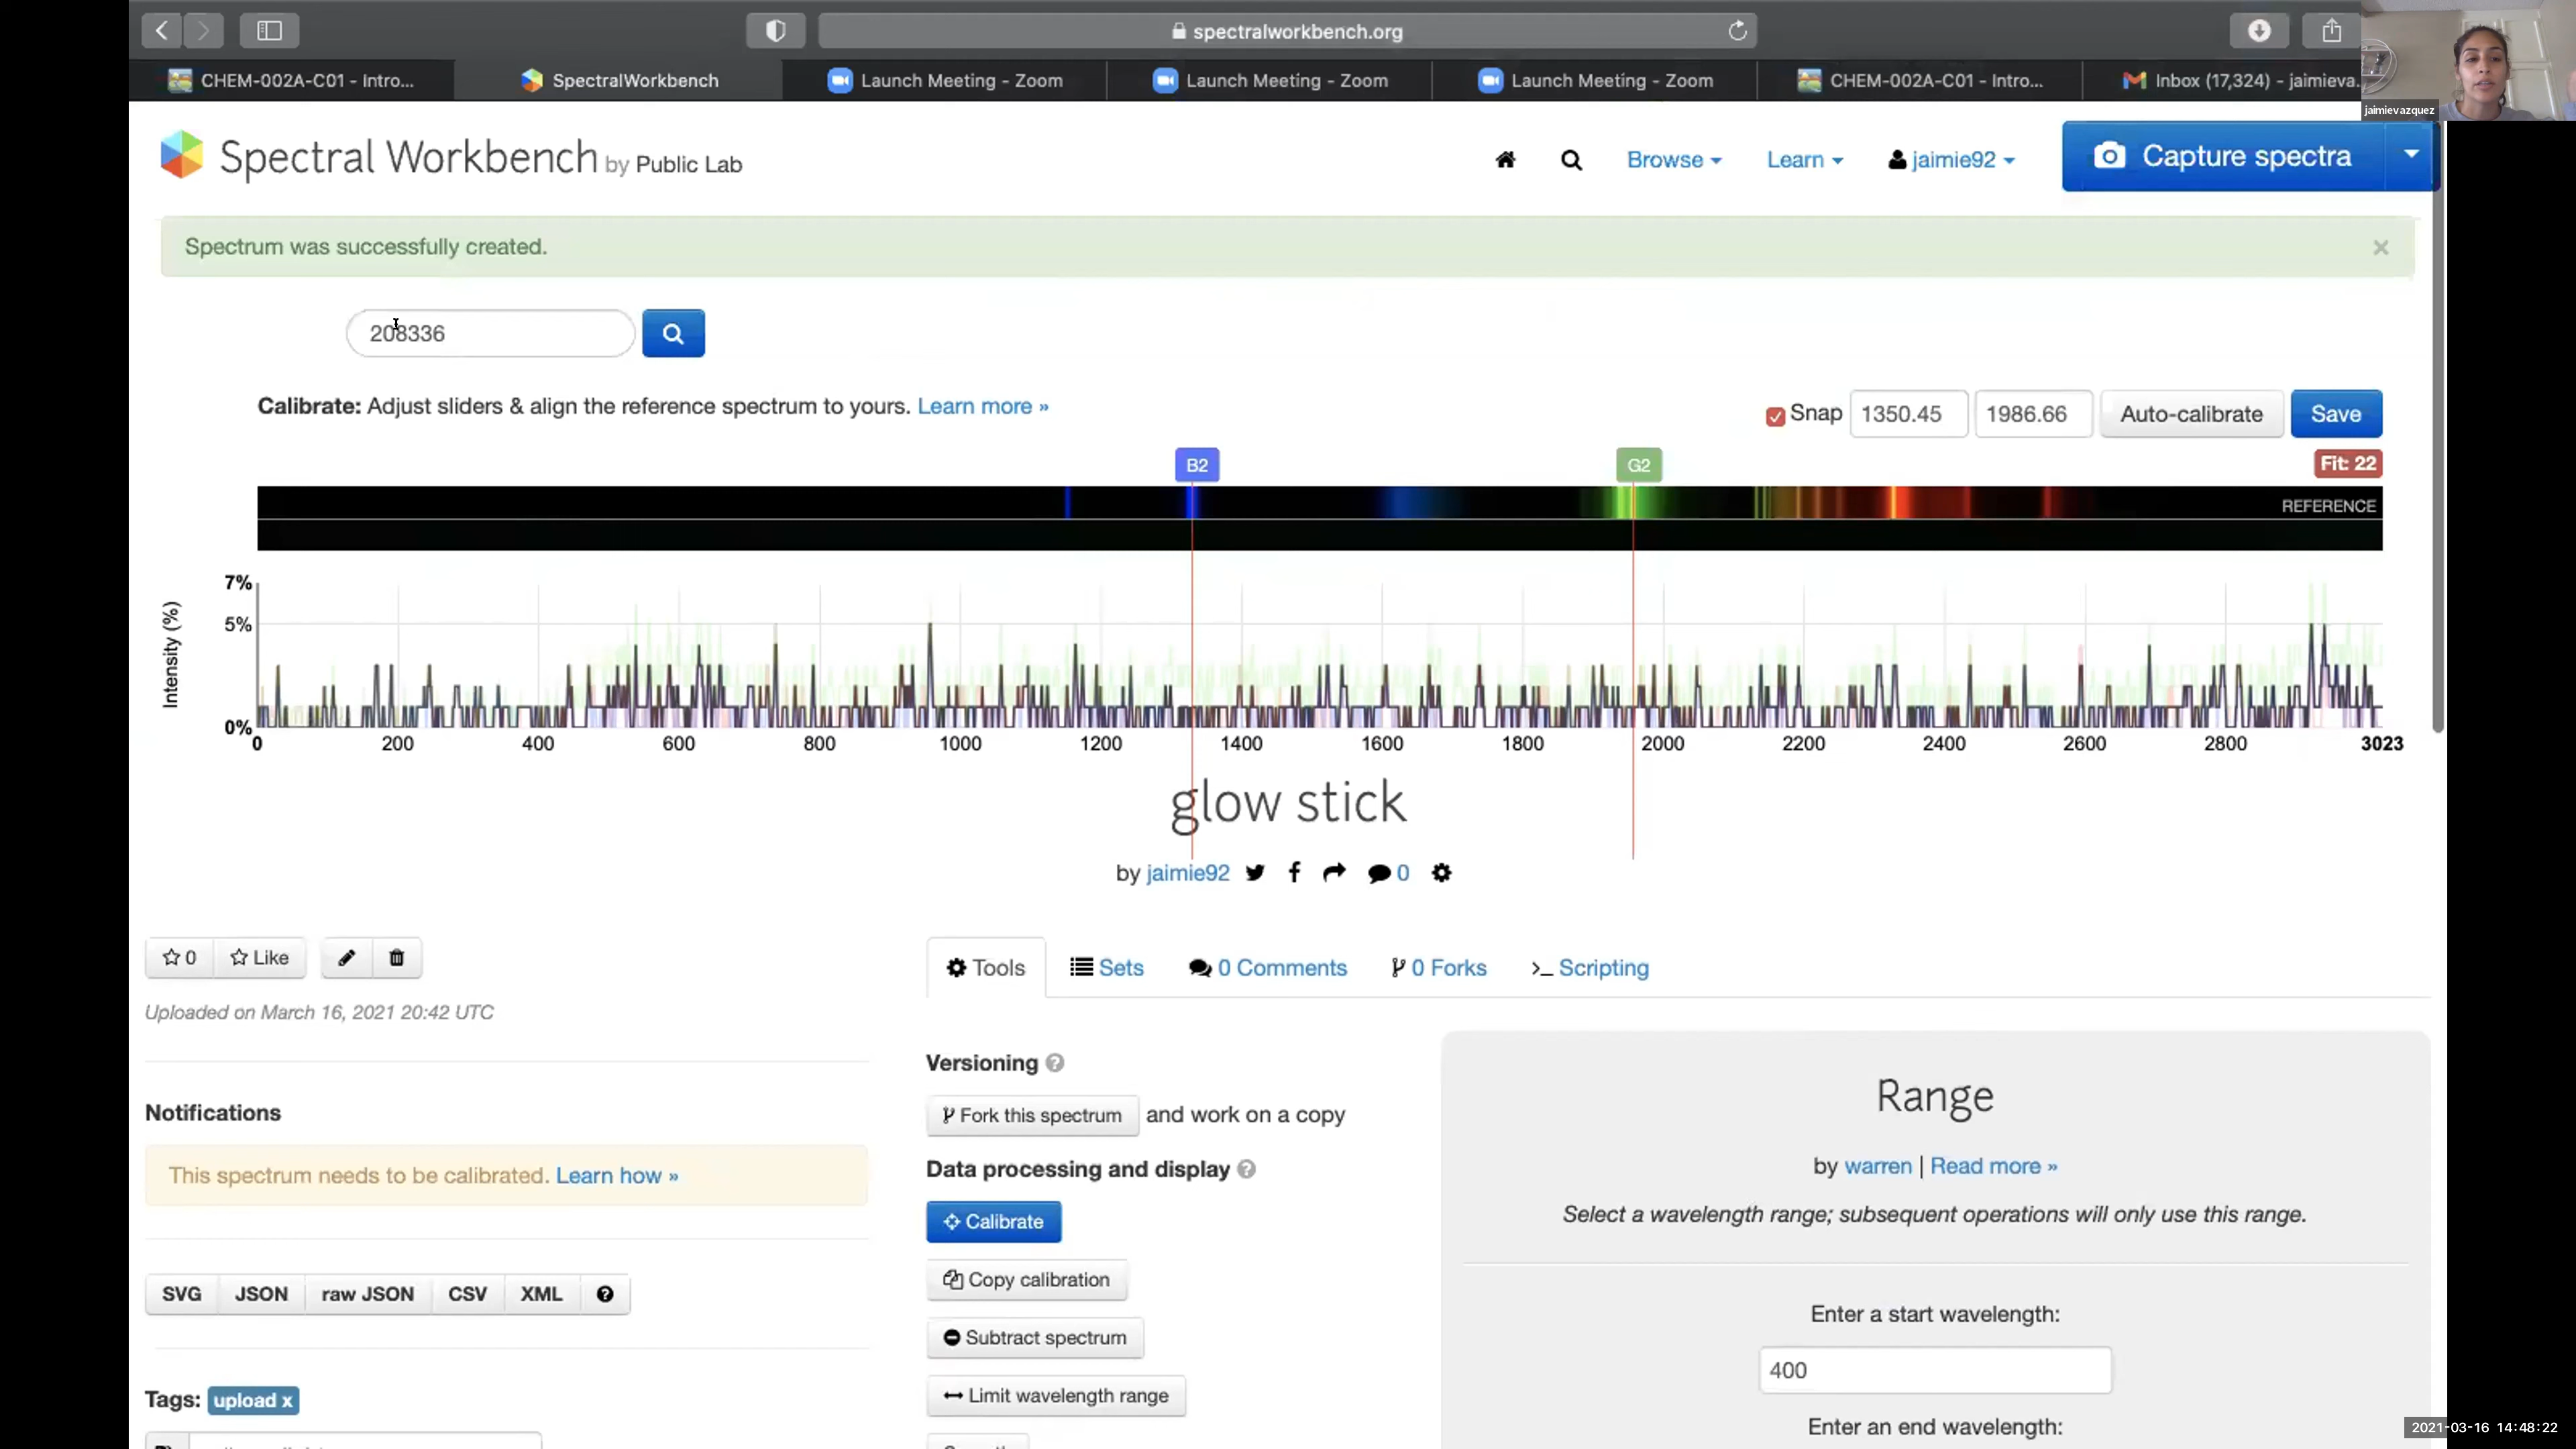 spectralworkbench.org
CHEM-002A-C01 - Intro...
SpectralWorkbench
Launch Meeting - Zoom
Launch Meeting - Zoom
Launch Meeting - Zoom
CHEM-002A-C01 - Intro...
Inbox (17,324) - jaimieva...
jaimievazquez
Spectral Workbench by Public Lab
Browse
Learn
jaimie92
Capture spectra
Spectrum was successfully created.
×
208336
Calibrate: Adjust sliders & align the reference spectrum to yours. Learn more »
Snap 1350.45 1986.66 Auto-calibrate Save
B2 G2 Fit: 22
REFERENCE
Intensity (%)
7%
5%
0%
0 200 400 600 800 1000 1200 1400 1600 1800 2000 2200 2400 2600 2800 3023
glow stick
by jaimie92 0
0 Like
Tools Sets 0 Comments 0 Forks >_ Scripting
Uploaded on March 16, 2021 20:42 UTC
Notifications
This spectrum needs to be calibrated. Learn how »
SVG JSON raw JSON CSV XML ?
Tags: upload x
Versioning ?
Fork this spectrum and work on a copy
Data processing and display ?
Calibrate
Copy calibration
Subtract spectrum
Limit wavelength range
Range
by warren | Read more »
Select a wavelength range; subsequent operations will only use this range.
Enter a start wavelength:
400
Enter an end wavelength:
2021-03-16 14:48:22